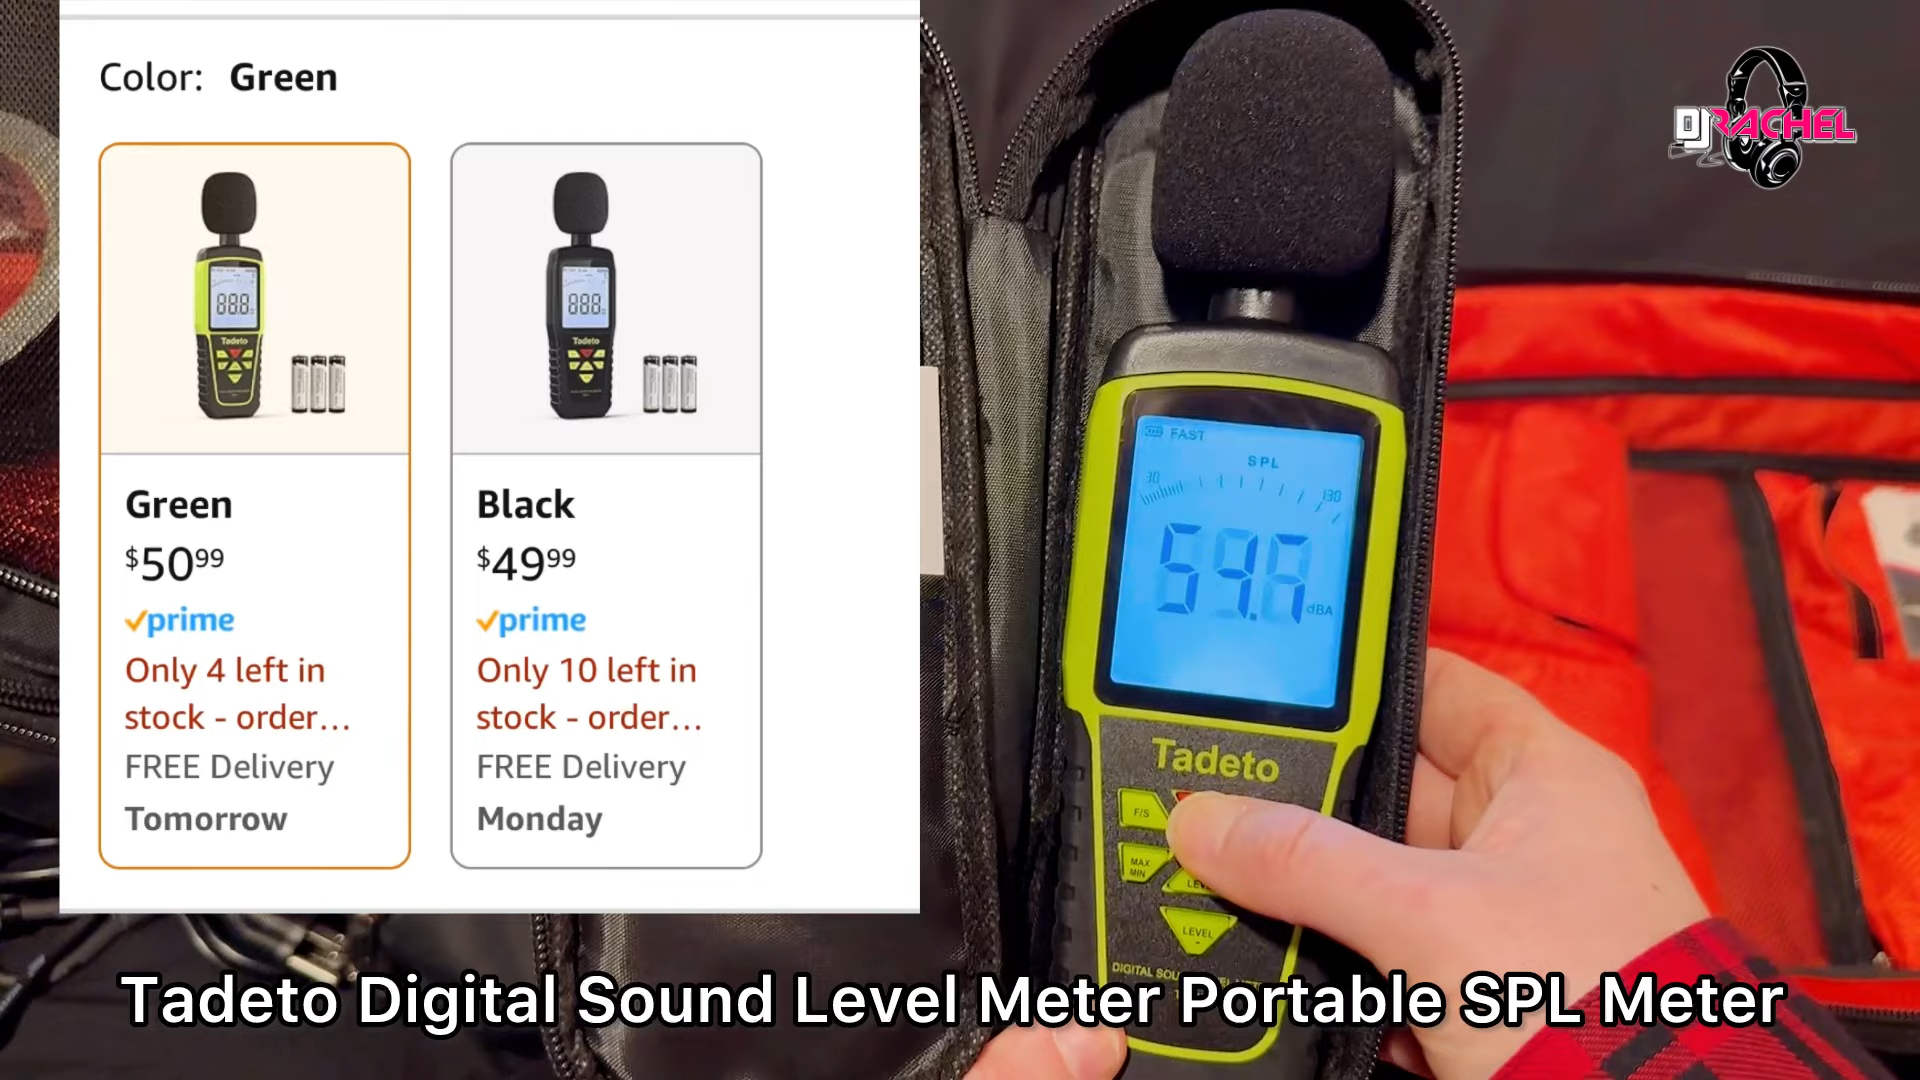 Color: Green
888
Tadeto
Green
$50.99
prime
Only 4 left in
stock - order...
FREE Delivery
Tomorrow
888
Tadeto
Black
$49.99
prime
Only 10 left in
stock - order...
FREE Delivery
Monday
DJ RACHEL
FAST
SPL
30
130
dBA
Tadeto
F/S
MAX
MIN
LEVEL
DIGITAL
Tadeto Digital Sound Level Meter Portable SPL Meter